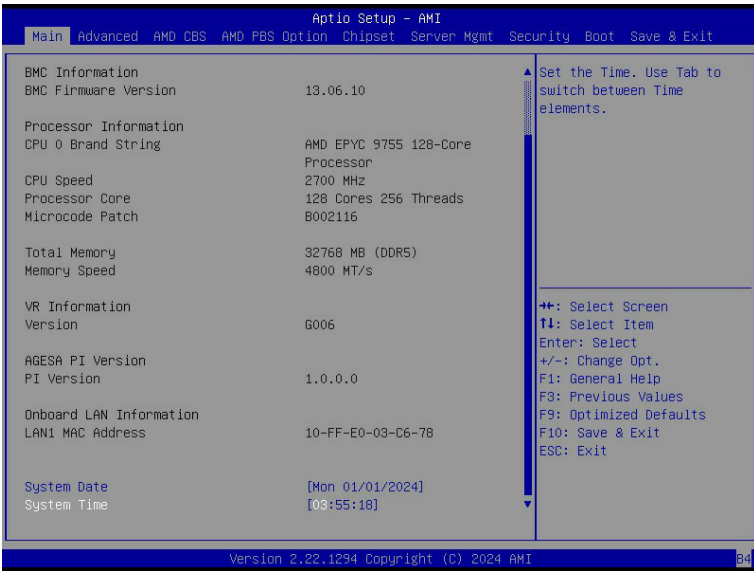 Aptio Setup – AMI
Main Advanced AMD CBS AMD PBS Option Chipset Server Mgmt Security Boot Save & Exit
BMC Information
BMC Firmware Version 13.06.10
Processor Information
CPU 0 Brand String AMD EPYC 9755 128-Core
Processor
CPU Speed 2700 MHz
Processor Core 128 Cores 256 Threads
Microcode Patch B002116
Total Memory 32768 MB (DDR5)
Memory Speed 4800 MT/s
VR Information
Version G006
AGESA PI Version
PI Version 1.0.0.0
Onboard LAN Information
LAN1 MAC Address 10-FF-E0-03-C6-78
System Date [Mon 01/01/2024]
System Time [03:55:18]
Set the Time. Use Tab to
switch between Time
elements.
→←: Select Screen
↑↓: Select Item
Enter: Select
+/-: Change Opt.
F1: General Help
F3: Previous Values
F9: Optimized Defaults
F10: Save & Exit
ESC: Exit
Version 2.22.1294 Copyright (C) 2024 AMI
B4